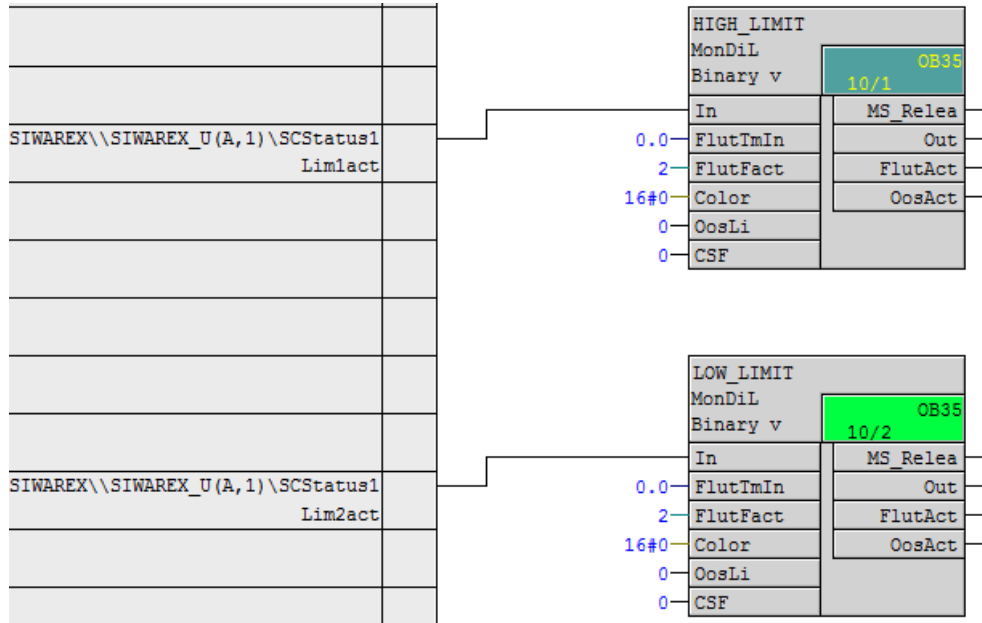 HIGH_LIMIT
MonDiL
Binary v
OB35
10/1
In
MS_Relea
SIWAREX\\SIWAREX_U(A,1)\SCStatus1
Lim1act
0.0
FlutTmIn
Out
2
FlutFact
FlutAct
16#0
Color
OosAct
0
OosLi
0
CSF
LOW_LIMIT
MonDiL
Binary v
OB35
10/2
In
MS_Relea
SIWAREX\\SIWAREX_U(A,1)\SCStatus1
Lim2act
0.0
FlutTmIn
Out
2
FlutFact
FlutAct
16#0
Color
OosAct
0
OosLi
0
CSF